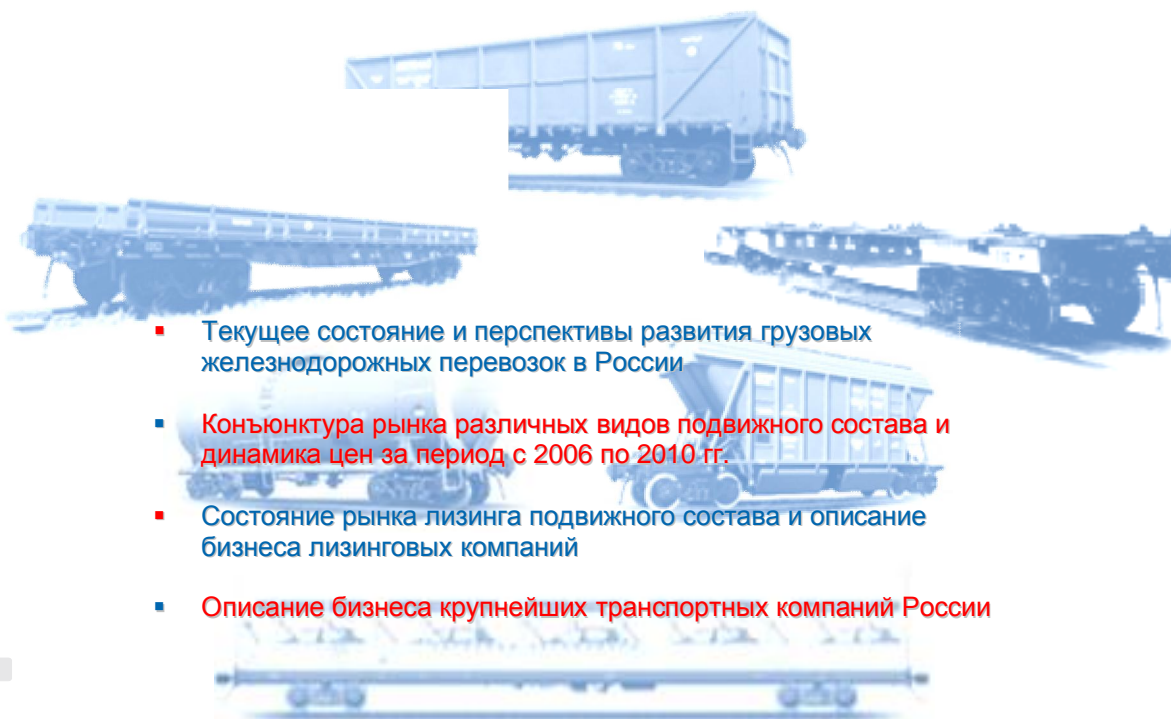 Текущее состояние и перспективы развития грузовых
железнодорожных перевозок в России
Конъюнктура рынка различных видов подвижного состава и
динамика цен за период с 2006 по 2010 гг.
Состояние рынка лизинга подвижного состава и описание
бизнеса лизинговых компаний
Описание бизнеса крупнейших транспортных компаний России